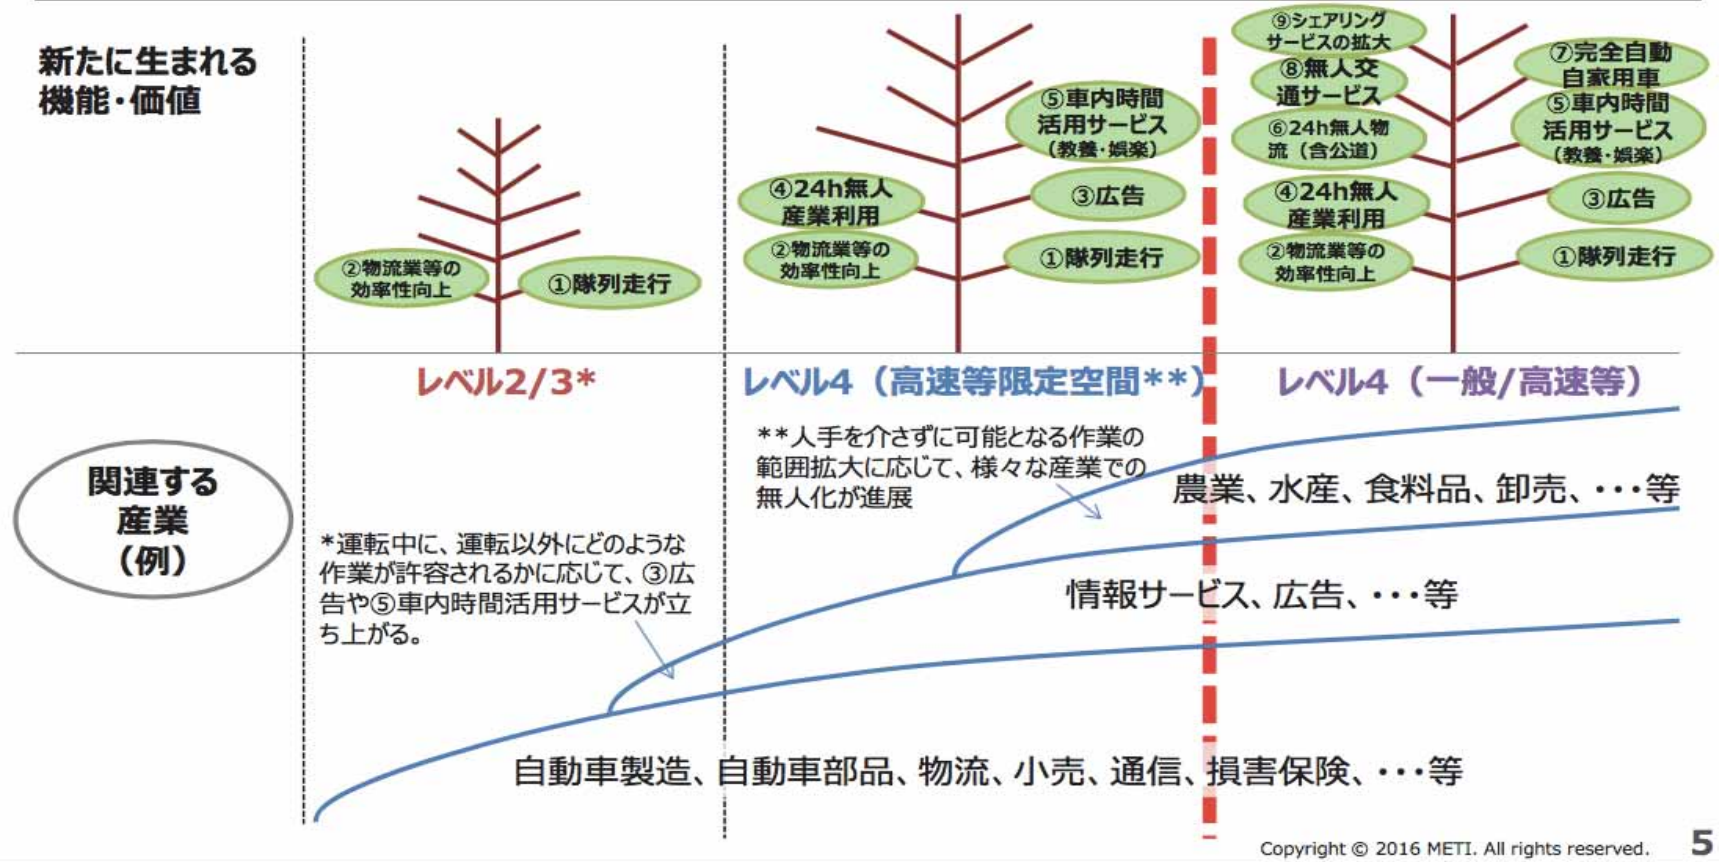 新たに生まれる
機能・価値
②物流業等の
効率性向上
①隊列走行
⑤車内時間
活用サービス
（教養・娯楽）
④24h無人
産業利用
③広告
②物流業等の
効率性向上
①隊列走行
⑨シェアリング
サービスの拡大
⑦完全自動
自家用車
⑧無人交
通サービス
⑤車内時間
活用サービス
（教養・娯楽）
⑥24h無人物
流（含公道）
④24h無人
産業利用
③広告
②物流業等の
効率性向上
①隊列走行
レベル2/3*
レベル4（高速等限定空間**）
レベル4（一般/高速等）
関連する
産業
（例）
**人手を介さずに可能となる作業の
範囲拡大に応じて、様々な産業での
無人化が進展
農業、水産、食料品、卸売、・・・等
*運転中に、運転以外にどのような
作業が許容されるかに応じて、③広
告や⑤車内時間活用サービスが立
ち上がる。
情報サービス、広告、・・・等
自動車製造、自動車部品、物流、小売、通信、損害保険、・・・等
Copyright © 2016 METI. All rights reserved.
5